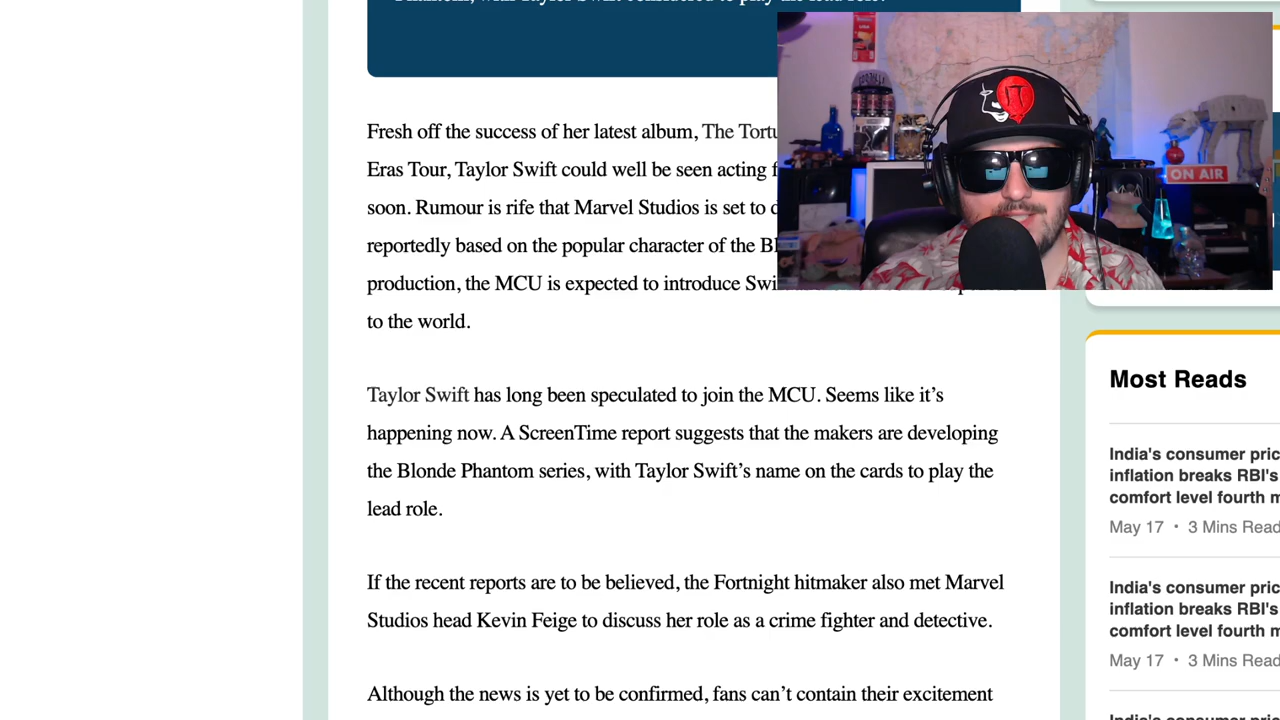 Fresh off the success of her latest album, The Tortu
Eras Tour, Taylor Swift could well be seen acting f
soon. Rumour is rife that Marvel Studios is set to d
reportedly based on the popular character of the Bl
production, the MCU is expected to introduce Swi
to the world.
Taylor Swift has long been speculated to join the MCU. Seems like it's
happening now. A ScreenTime report suggests that the makers are developing
the Blonde Phantom series, with Taylor Swift's name on the cards to play the
lead role.
If the recent reports are to be believed, the Fortnight hitmaker also met Marvel
Studios head Kevin Feige to discuss her role as a crime fighter and detective.
Although the news is yet to be confirmed, fans can't contain their excitement
IT
ON AIR
Most Reads
India's consumer pric
inflation breaks RBI's
comfort level fourth m
May 17 • 3 Mins Read
India's consumer pric
inflation breaks RBI's
comfort level fourth m
May 17 • 3 Mins Read